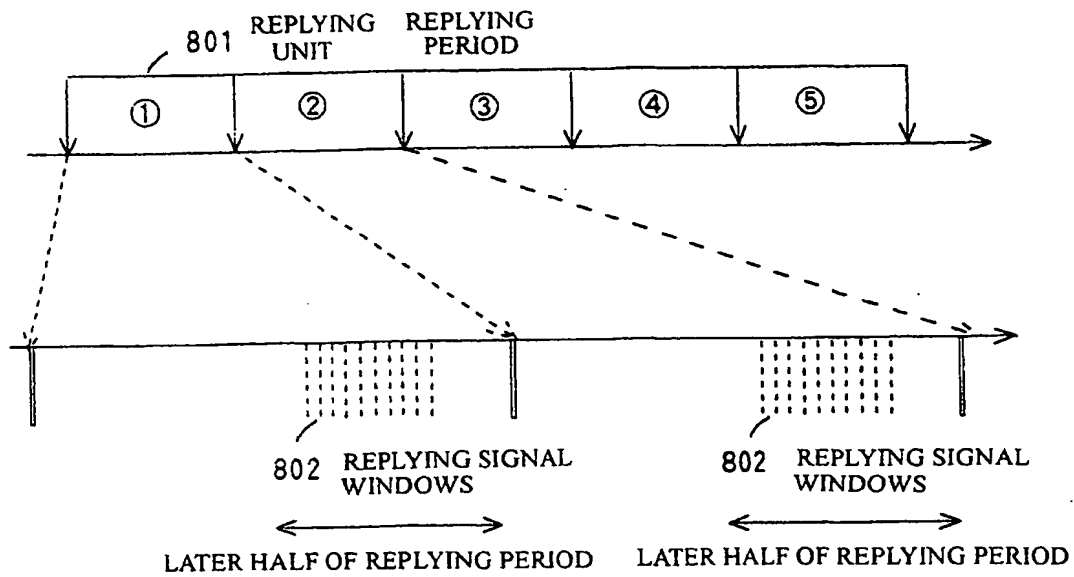 801 REPLYING UNIT
REPLYING PERIOD
① ② ③ ④ ⑤
802 REPLYING SIGNAL WINDOWS
802 REPLYING SIGNAL WINDOWS
LATER HALF OF REPLYING PERIOD
LATER HALF OF REPLYING PERIOD